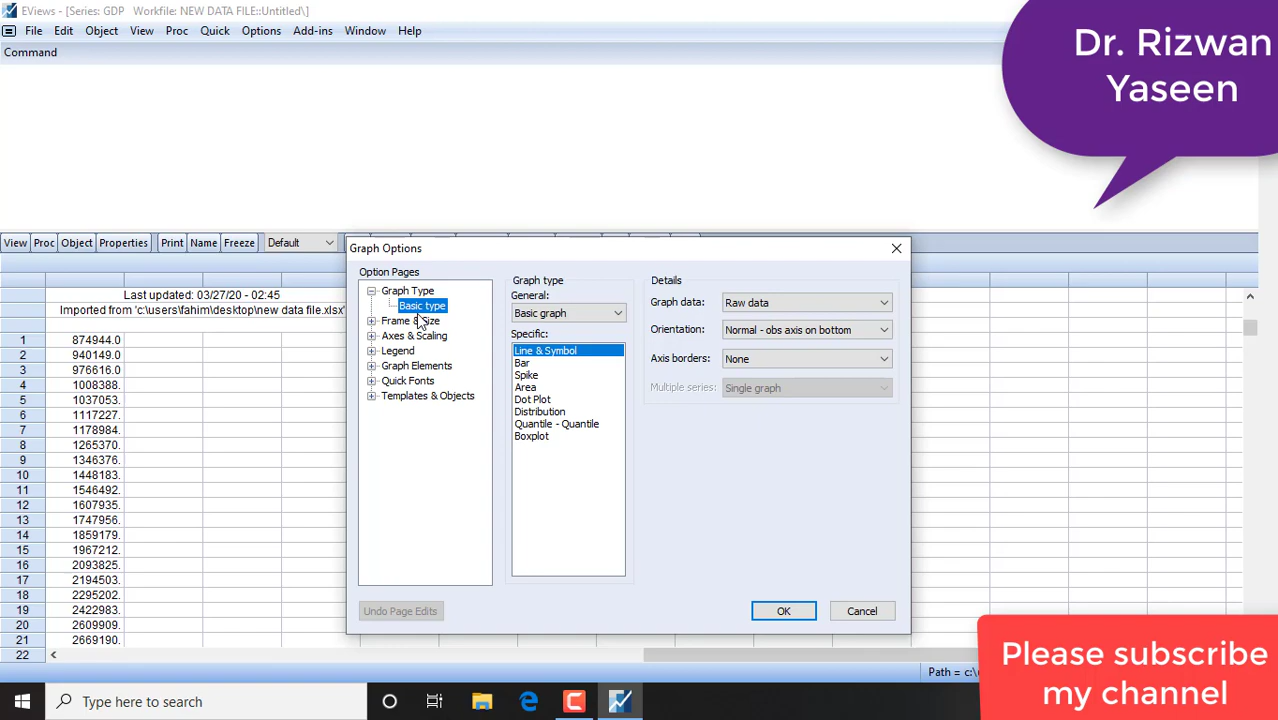 EViews - [Series: GDP   Workfile: NEW DATA FILE::Untitled\]
File Edit Object View Proc Quick Options Add-ins Window Help
Command
Dr. Rizwan
Yaseen
View Proc Object Properties Print Name Freeze Default
Graph Options
Option Pages
Graph Type
Basic type
Frame & Size
Axes & Scaling
Legend
Graph Elements
Quick Fonts
Templates & Objects
Undo Page Edits
Graph type
General:
Basic graph
Specific:
Line & Symbol
Bar
Spike
Area
Dot Plot
Distribution
Quantile - Quantile
Boxplot
Details
Graph data: Raw data
Orientation: Normal - obs axis on bottom
Axis borders: None
Multiple series: Single graph
OK Cancel
Last updated: 03/27/20 - 02:45
Imported from 'c:\users\fahim\desktop\new data file.xlsx'
1 874944.0
2 940149.0
3 976616.0
4 1008388.
5 1037053.
6 1117227.
7 1178984.
8 1265370.
9 1346376.
10 1448183.
11 1546492.
12 1607935.
13 1747956.
14 1859179.
15 1967212.
16 2093825.
17 2194503.
18 2295202.
19 2422983.
20 2609909.
21 2669190.
22
Path = c:\
Please subscribe
my channel
Type here to search